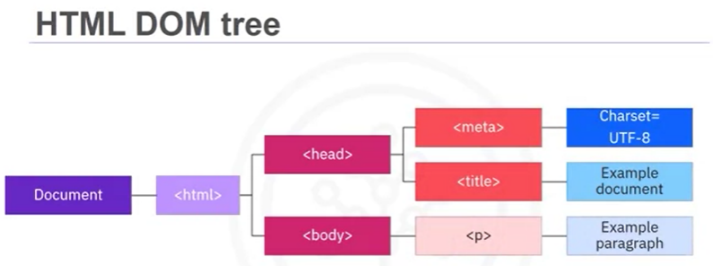 HTML DOM tree
Document
<html>
<head>
<meta>
Charset=
UTF-8
<title>
Example
document
<body>
<p>
Example
paragraph